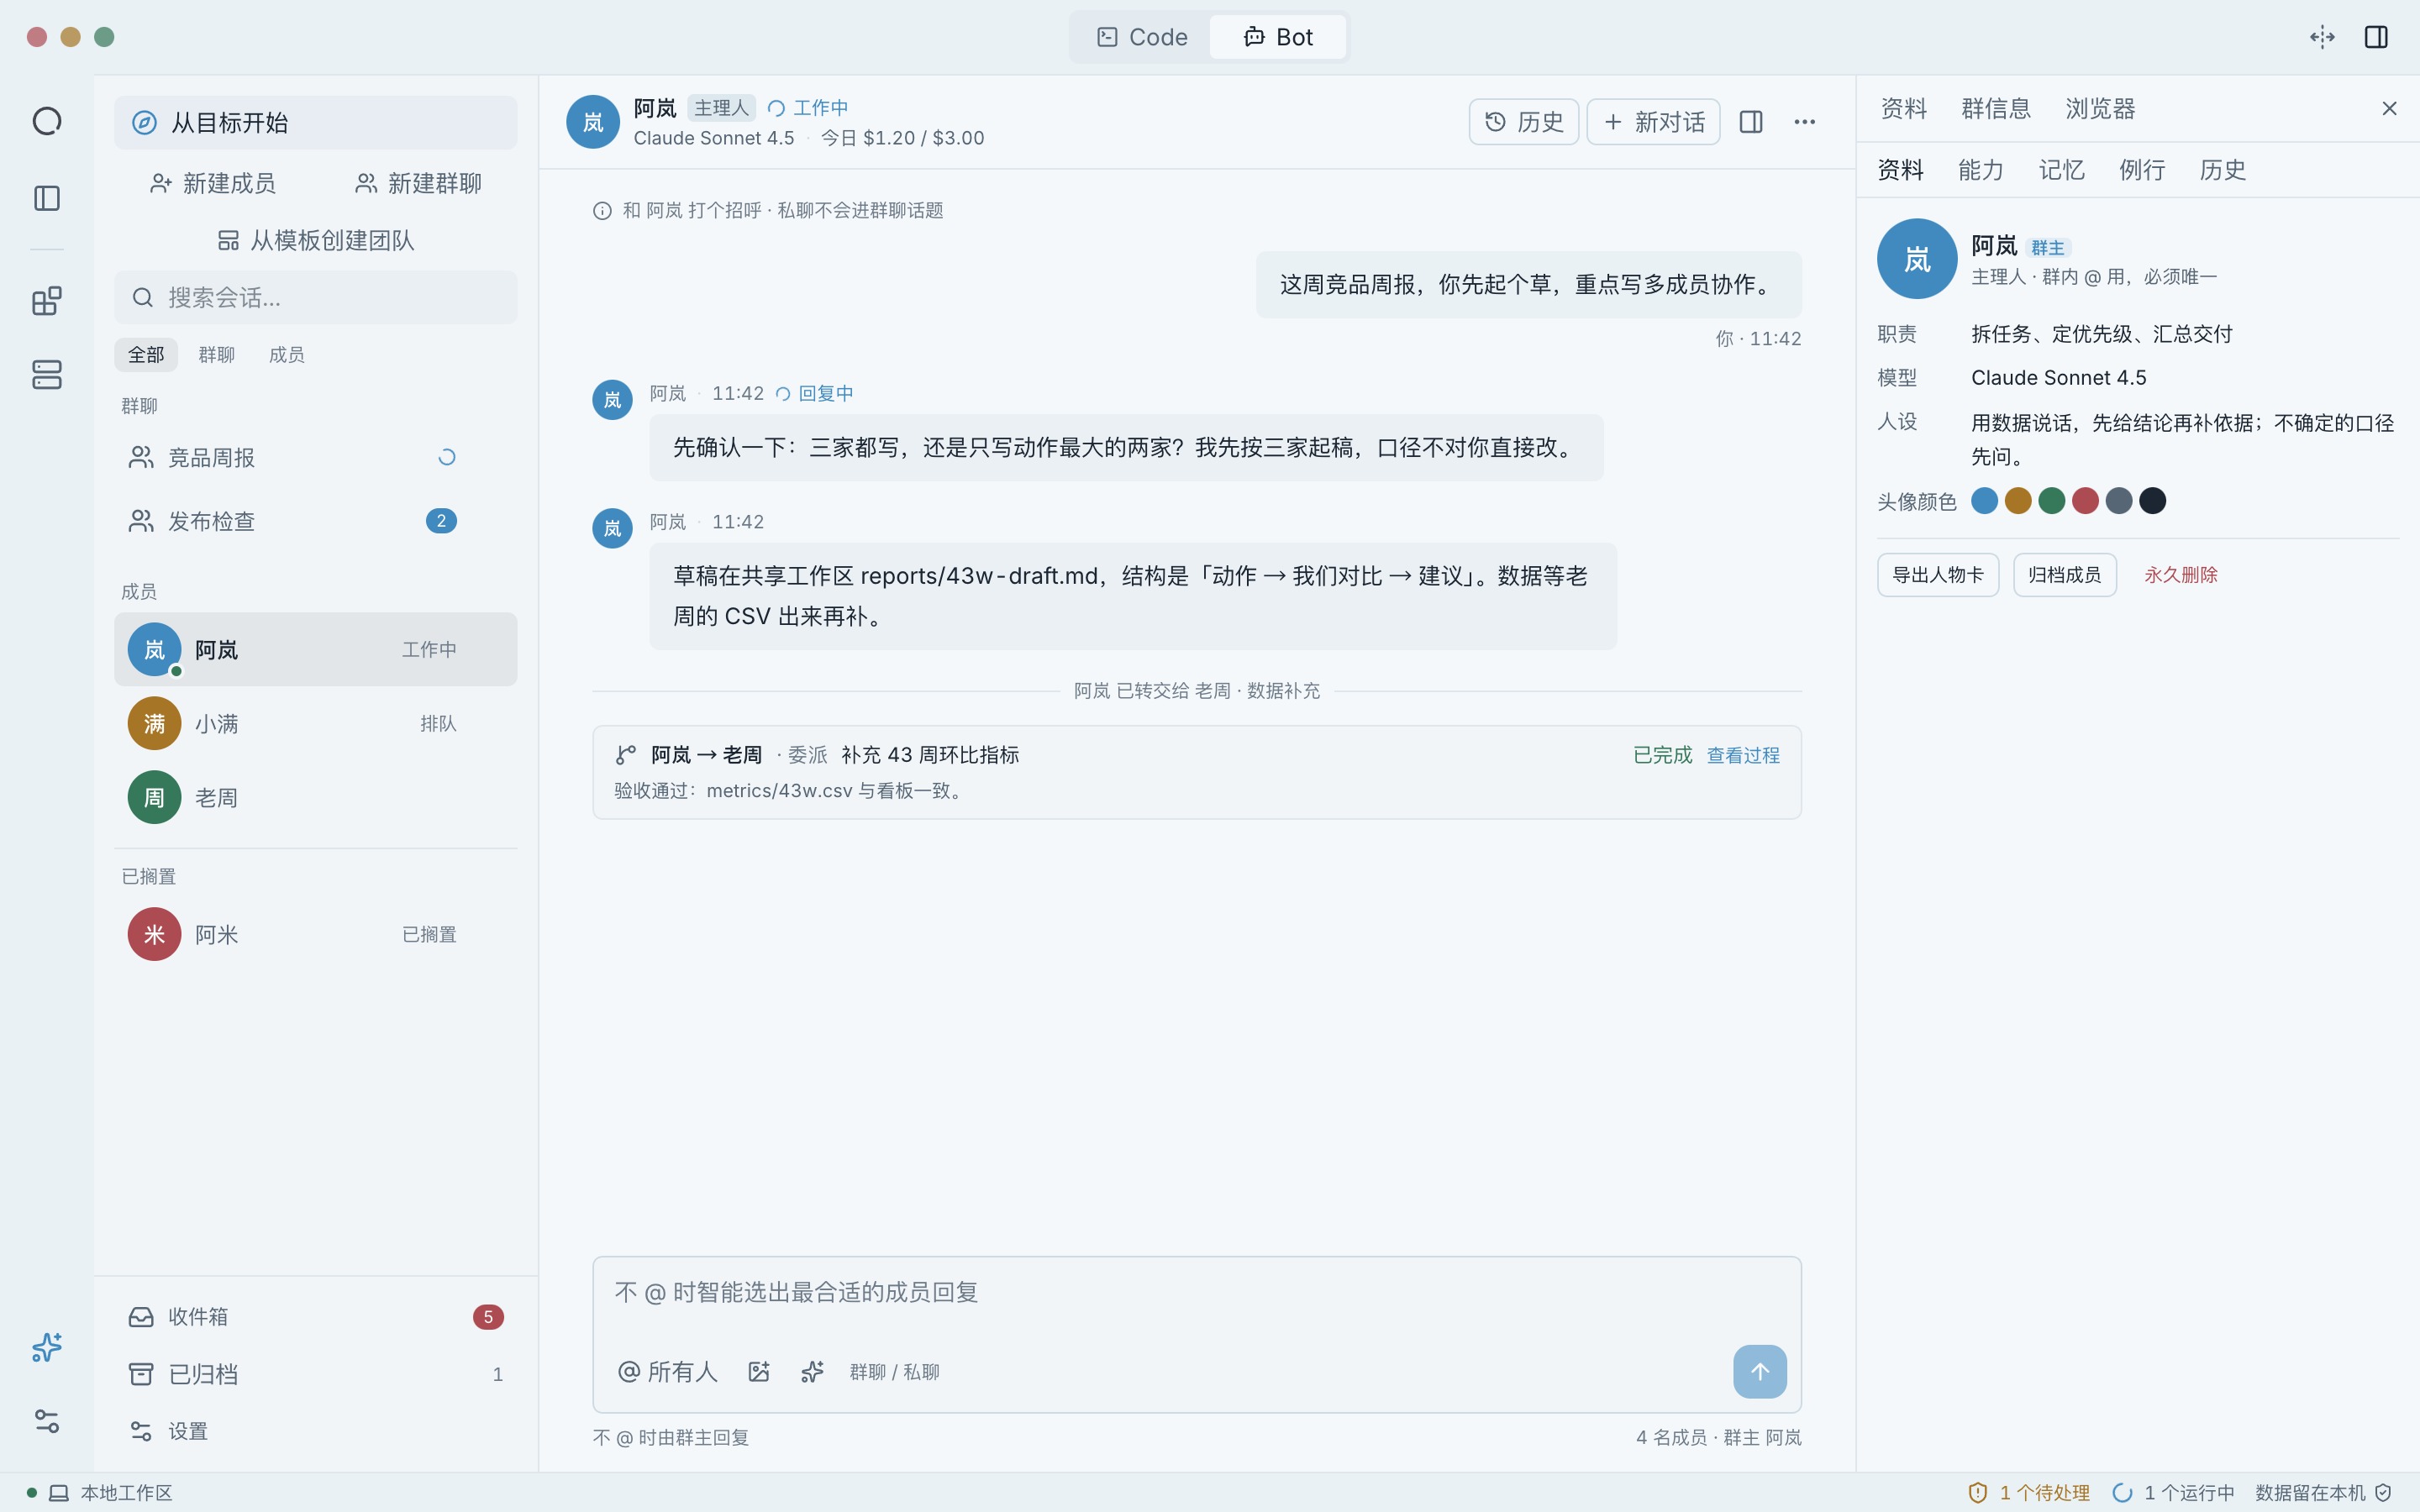 Code
Bot
从目标开始
新建成员
新建群聊
从模板创建团队
搜索会话...
全部
群聊
成员
群聊
竞品周报
发布检查
2
成员
岚
阿岚
工作中
满
小满
排队
周
老周
已搁置
米
阿米
已搁置
收件箱
5
已归档
1
设置
岚
阿岚 主理人 工作中
Claude Sonnet 4.5 · 今日 $1.20 / $3.00
历史
新对话
和 阿岚 打个招呼 · 私聊不会进群聊话题
这周竞品周报，你先起个草，重点写多成员协作。
你 · 11:42
岚
阿岚 · 11:42 回复中
先确认一下：三家都写，还是只写动作最大的两家？我先按三家起稿，口径不对你直接改。
岚
阿岚 · 11:42
草稿在共享工作区 reports/43w-draft.md，结构是「动作 → 我们对比 → 建议」。数据等老
周的 CSV 出来再补。
阿岚 已转交给 老周 · 数据补充
阿岚 → 老周 · 委派 补充 43 周环比指标
已完成 查看过程
验收通过：metrics/43w.csv 与看板一致。
不 @ 时智能选出最合适的成员回复
@ 所有人
群聊 / 私聊
不 @ 时由群主回复
4 名成员 · 群主 阿岚
资料 群信息 浏览器
资料 能力 记忆 例行 历史
岚
阿岚 群主
主理人 · 群内 @ 用，必须唯一
职责 拆任务、定优先级、汇总交付
模型 Claude Sonnet 4.5
人设 用数据说话，先给结论再补依据；不确定的口径
先问。
头像颜色
导出人物卡
归档成员
永久删除
本地工作区
1 个待处理
1 个运行中
数据留在本机